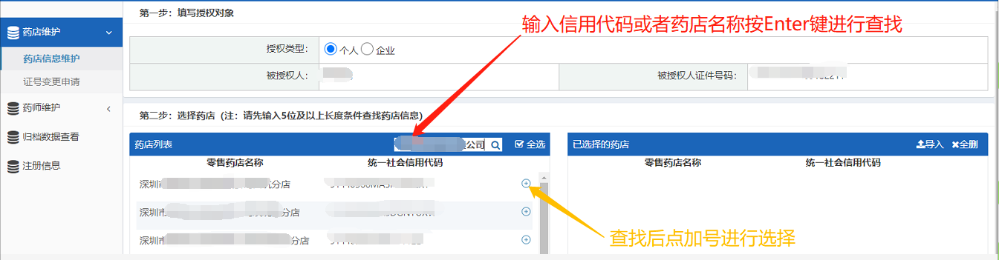 第一步：填写授权对象
输入信用代码或者药店名称按Enter键进行查找
药店维护
药店信息维护
证号变更申请
药师维护
归档数据查看
注册信息
授权类型：
个人
企业
被授权人：
被授权人证件号码：
第二步：选择药店（注：请先输入5位及以上长度条件查找药店信息)
药店列表
公司
全选
已选择的药店
导入
全删
零售药店名称
统一社会信用代码
零售药店名称
统一社会信用代码
深圳市
分店
深圳市
分店
深圳市
分店
查找后点加号进行选择